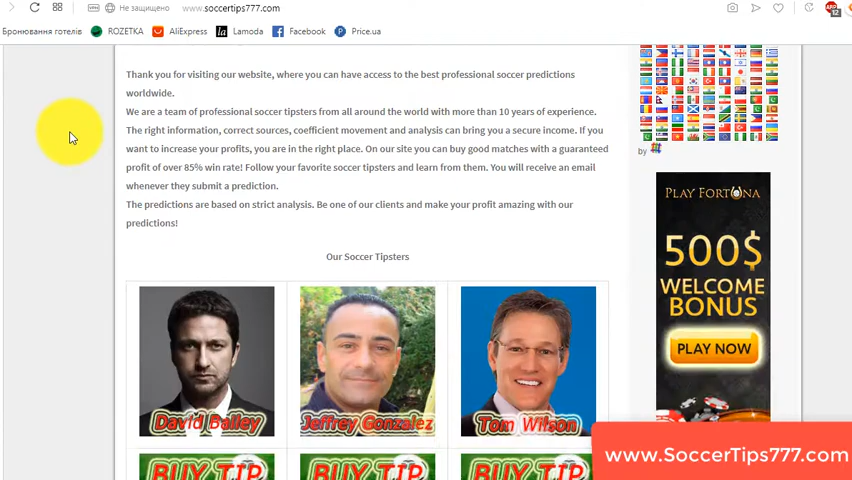 Не защищено
www.soccertips777.com
Бронювання готелів
ROZETKA
AliExpress
la
Lamoda
Facebook
P
Price.ua
12
Thank you for visiting our website, where you can have access to the best professional soccer predictions
worldwide.
We are a team of professional soccer tipsters from all around the world with more than 10 years of experience.
The right information, correct sources, coefficient movement and analysis can bring you a secure income. If you
want to increase your profits, you are in the right place. On our site you can buy good matches with a guaranteed
profit of over 85% win rate! Follow your favorite soccer tipsters and learn from them. You will receive an email
whenever they submit a prediction.
The predictions are based on strict analysis. Be one of our clients and make your profit amazing with our
predictions!
Our Soccer Tipsters
David Bailey
Jeffrey Gonzalez
Tom Wilson
BUY TIP
BUY TIP
BUY TIP
by
PLAY FORTUNA
500$
WELCOME
BONUS
PLAY NOW
www.SoccerTips777.com